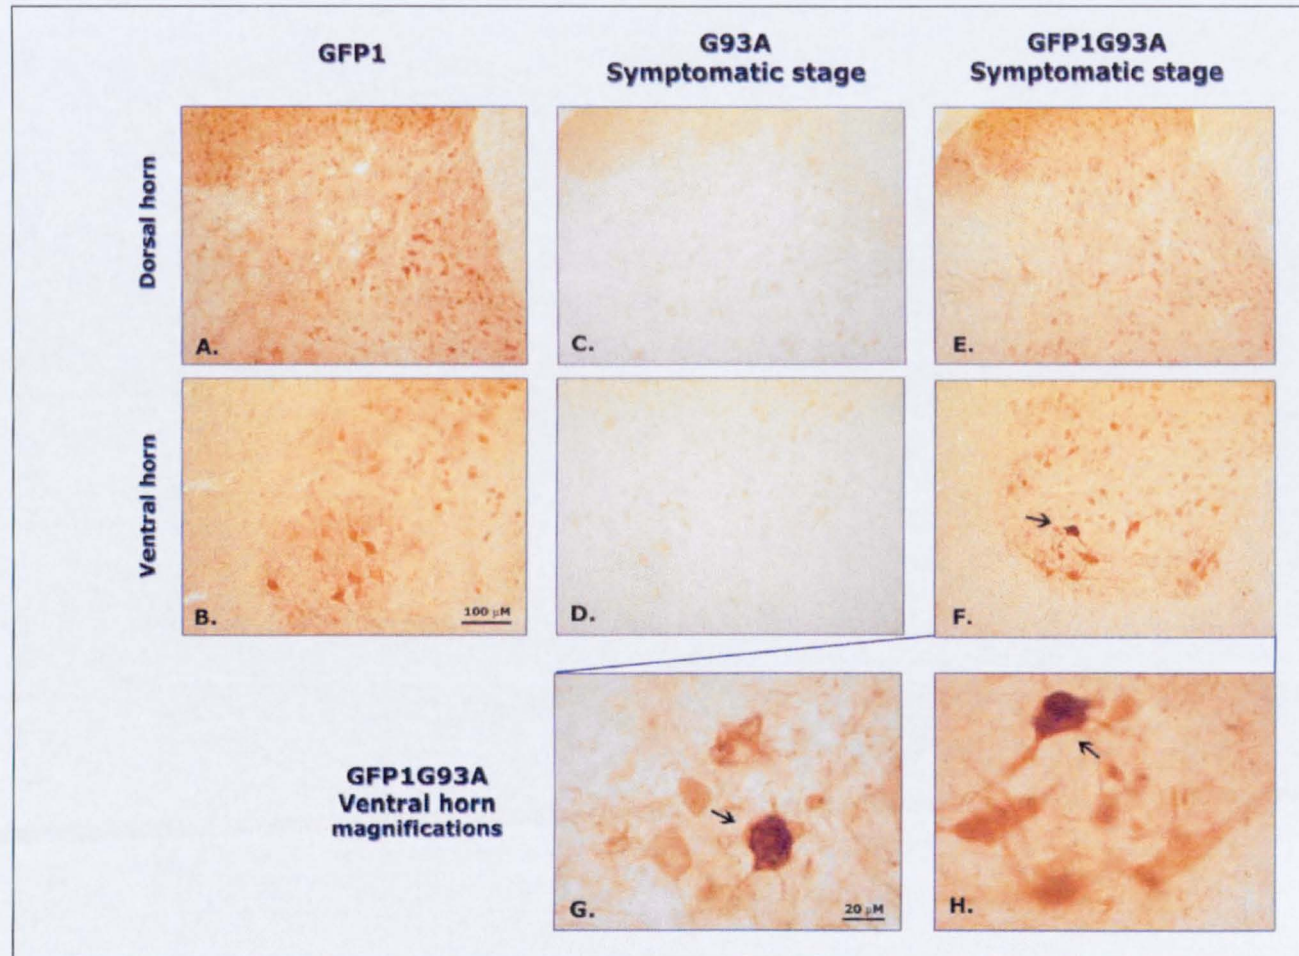 GFP1
G93A
Symptomatic stage
GFP1G93A
Symptomatic stage
Dorsal horn
A.
C.
E.
Ventral horn
B.
100 µM
D.
F.
GFP1G93A
Ventral horn
magnifications
G.
20 µM
H.